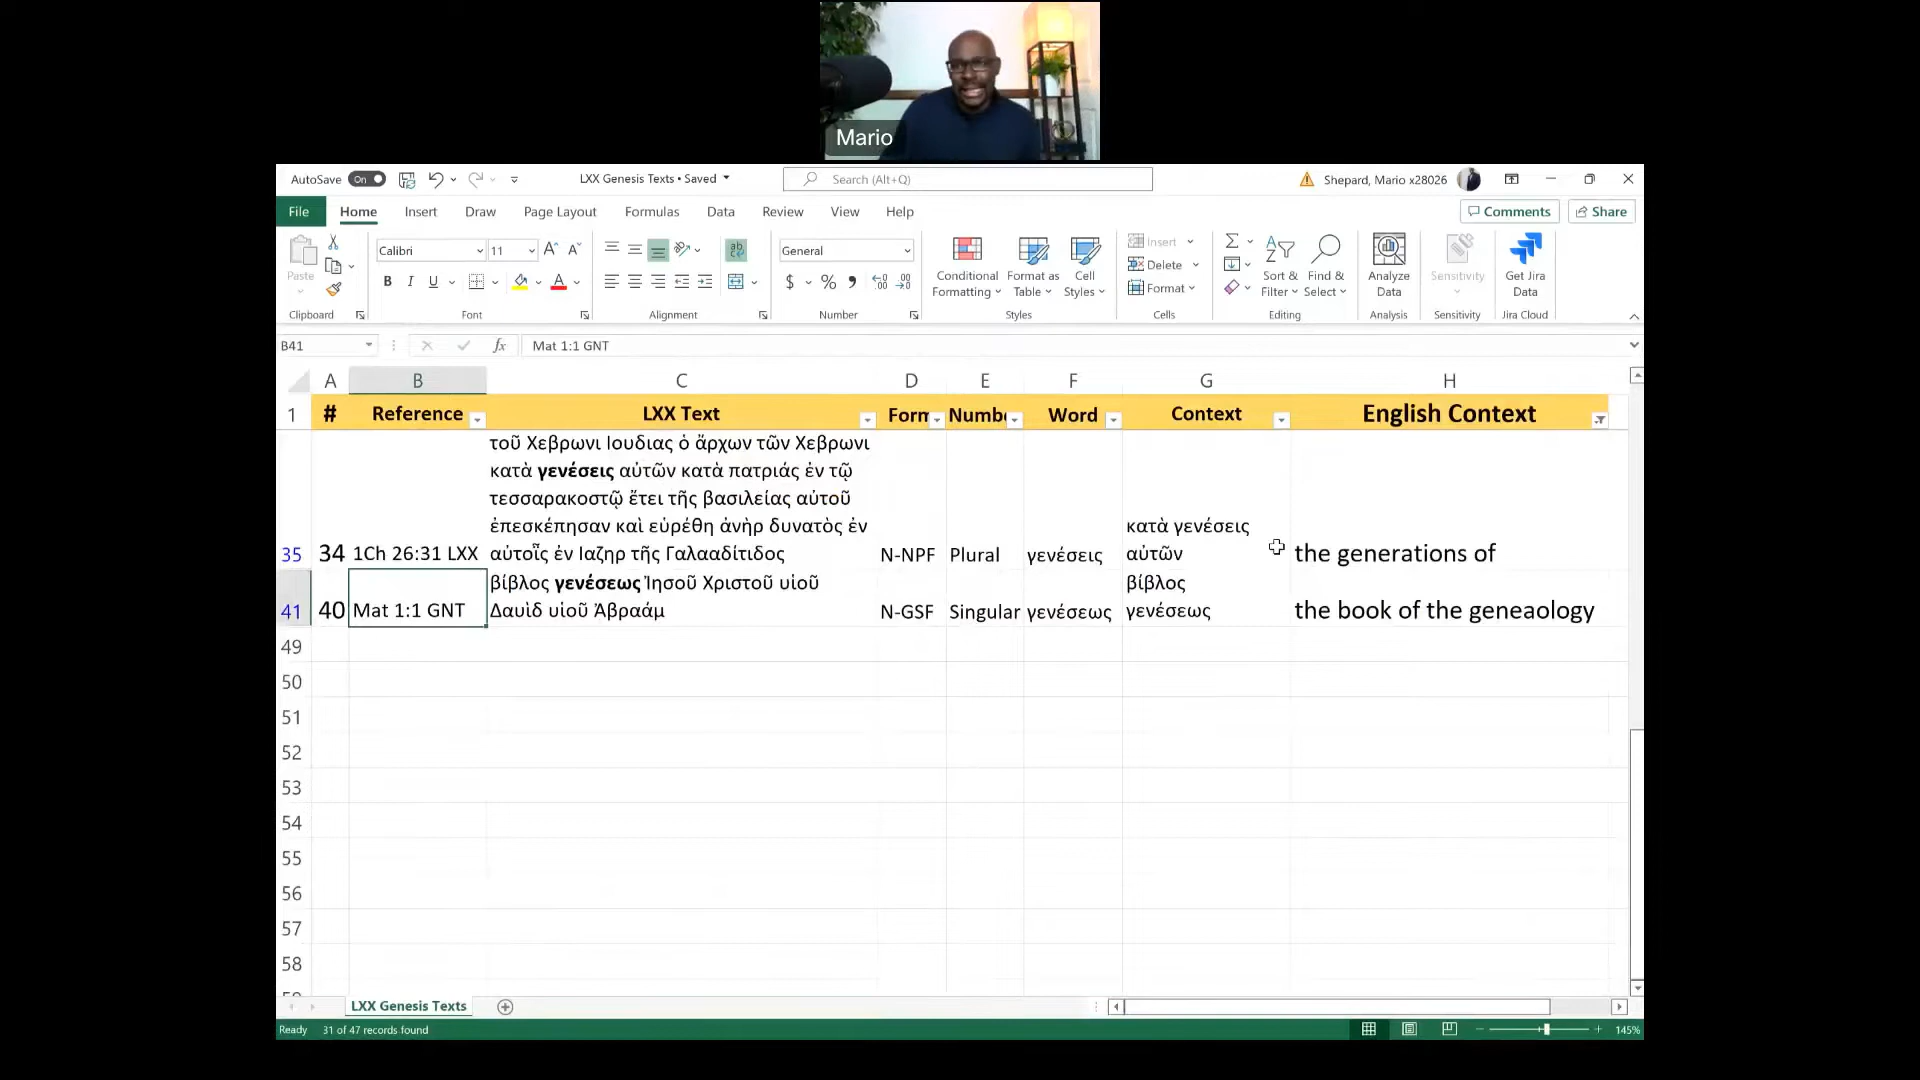 Mario
AutoSave On LXX Genesis Texts • Saved Search (Alt+Q) Shepard, Mario x28026
File Home Insert Draw Page Layout Formulas Data Review View Help Comments Share
Paste Calibri 11 General Conditional Formatting Format as Table Cell Styles Insert Delete Format Sort & Filter Find & Select Analyze Data Sensitivity Get Jira Data
B I U A $ % ,
Clipboard Font Alignment Number Styles Cells Editing Analysis Sensitivity Jira Cloud
B41 fx Mat 1:1 GNT
A B C D E F G H
1 # Reference LXX Text Form Numbe Word Context English Context
τοῦ Χεβρωνι Ιουδιας ὁ ἄρχων τῶν Χεβρωνι
κατὰ γενέσεις αὐτῶν κατὰ πατριάς ἐν τῷ
τεσσαρακοστῷ ἔτει τῆς βασιλείας αὐτοῦ
ἐπεσκέπησαν καὶ εὑρέθη ἀνὴρ δυνατὸς ἐν κατὰ γενέσεις
35 34 1Ch 26:31 LXX αὐτοῖς ἐν Ιαζηρ τῆς Γαλααδίτιδος N-NPF Plural γενέσεις αὐτῶν the generations of
βίβλος γενέσεως Ἰησοῦ Χριστοῦ υἱοῦ βίβλος
41 40 Mat 1:1 GNT Δαυὶδ υἱοῦ Ἀβραάμ N-GSF Singular γενέσεως γενέσεως the book of the geneaology
49
50
51
52
53
54
55
56
57
58
LXX Genesis Texts
Ready 31 of 47 records found 145%